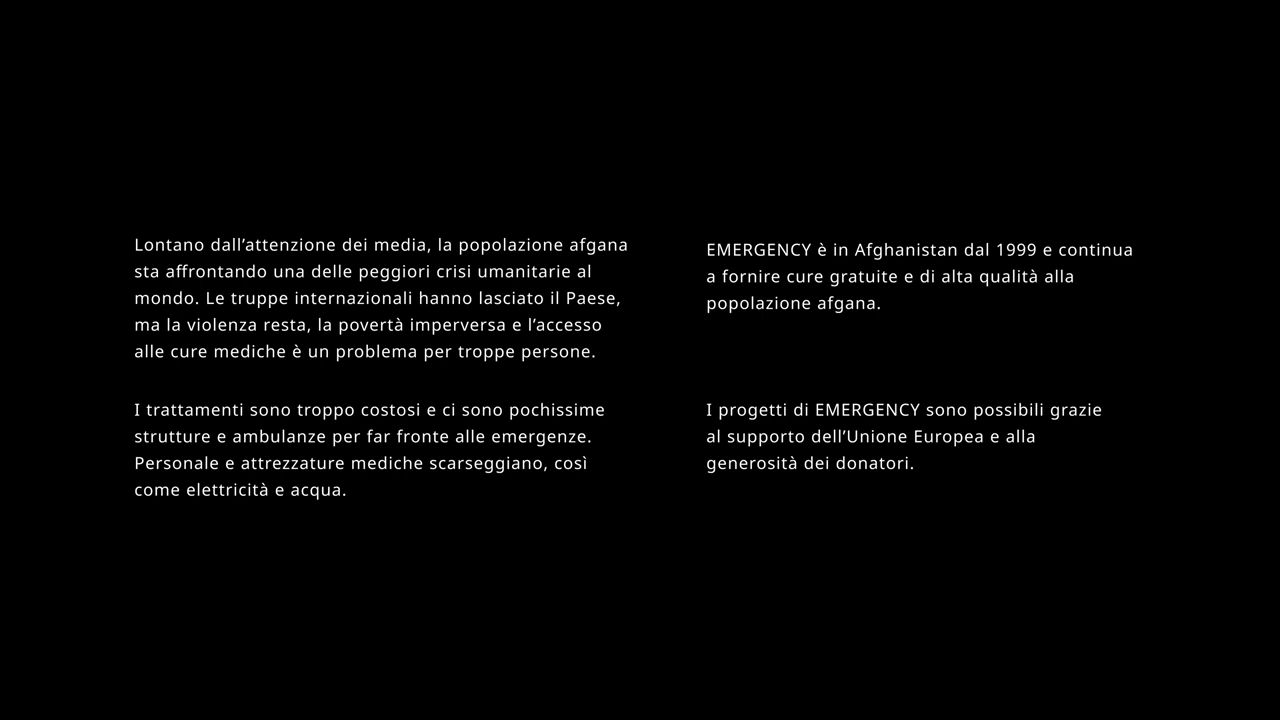 Lontano dall’attenzione dei media, la popolazione afgana
sta affrontando una delle peggiori crisi umanitarie al
mondo. Le truppe internazionali hanno lasciato il Paese,
ma la violenza resta, la povertà imperversa e l’accesso
alle cure mediche è un problema per troppe persone.
I trattamenti sono troppo costosi e ci sono pochissime
strutture e ambulanze per far fronte alle emergenze.
Personale e attrezzature mediche scarseggiano, così
come elettricità e acqua.
EMERGENCY è in Afghanistan dal 1999 e continua
a fornire cure gratuite e di alta qualità alla
popolazione afgana.
I progetti di EMERGENCY sono possibili grazie
al supporto dell’Unione Europea e alla
generosità dei donatori.